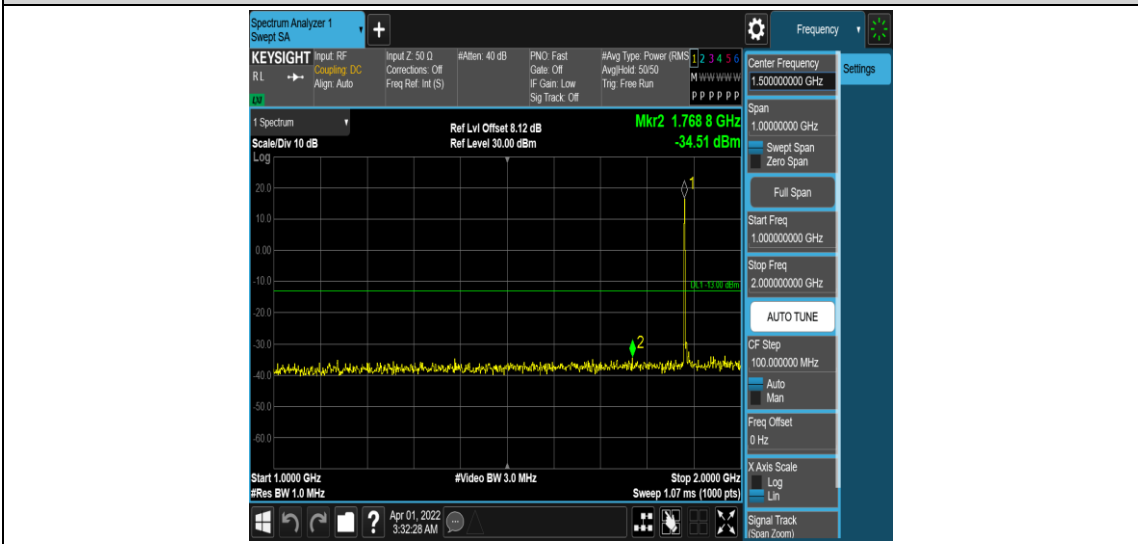 Spectrum Analyzer 1
Swept SA
Frequency
KEYSIGHT
R L
LXI
Input: RF
Coupling: DC
Align: Auto
Input Z: 50 Ω
Corrections: Off
Freq Ref: Int (S)
#Atten: 40 dB
PNO: Fast
Gate: Off
IF Gain: Low
Sig Track: Off
#Avg Type: Power (RMS
Avg|Hold: 50/50
Trig: Free Run
1 2 3 4 5 6
M W W W W W
P P P P P P
1 Spectrum
Scale/Div 10 dB
Log
Ref Lvl Offset 8.12 dB
Ref Level 30.00 dBm
Mkr2 1.768 8 GHz
-34.51 dBm
20.0
10.0
0.00
-10.0
-20.0
-30.0
-40.0
-50.0
-60.0
1
DL1 -13.00 dBm
2
Start 1.0000 GHz
#Res BW 1.0 MHz
#Video BW 3.0 MHz
Stop 2.0000 GHz
Sweep 1.07 ms (1000 pts)
Center Frequency
1.500000000 GHz
Settings
Span
1.00000000 GHz
Swept Span
Zero Span
Full Span
Start Freq
1.000000000 GHz
Stop Freq
2.000000000 GHz
AUTO TUNE
CF Step
100.000000 MHz
Auto
Man
Freq Offset
0 Hz
X Axis Scale
Log
Lin
Signal Track
(Span Zoom)
?
Apr 01, 2022
3:32:28 AM